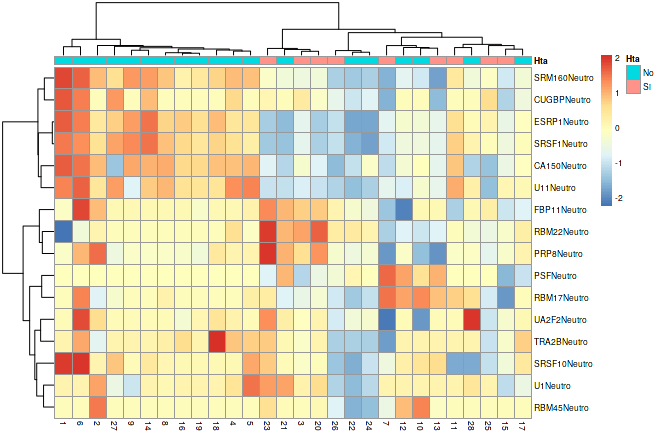 Hta
SRM160Neutro
CUGBPNeutro
ESRP1Neutro
SRSF1Neutro
CA150Neutro
U11Neutro
FBP11Neutro
RBM22Neutro
PRP8Neutro
PSFNeutro
RBM17Neutro
UA2F2Neutro
TRA2BNeutro
SRSF10Neutro
U1Neutro
RBM45Neutro
1 6 2 27 9 14 8 16 19 18 4 5 23 21 3 20 26 22 24 7 12 10 13 11 28 25 15 17
2
1
0
-1
-2
Hta
No
Si